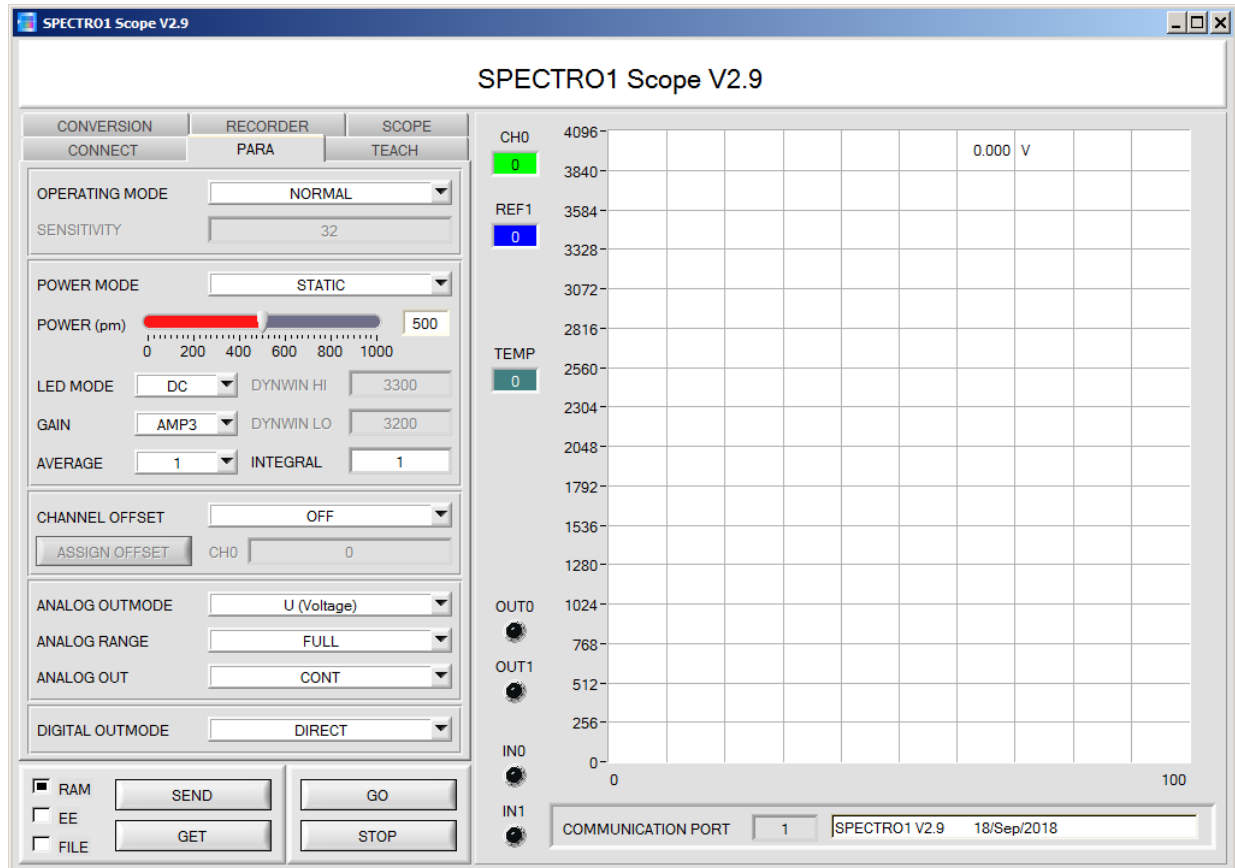 SPECTRO1 Scope V2.9
SPECTRO1 Scope V2.9
CONVERSION RECORDER SCOPE
CONNECT PARA TEACH
OPERATING MODE NORMAL
SENSITIVITY 32
POWER MODE STATIC
POWER (pm) 500
0 200 400 600 800 1000
LED MODE DC DYNWIN HI 3300
GAIN AMP3 DYNWIN LO 3200
AVERAGE 1 INTEGRAL 1
CHANNEL OFFSET OFF
ASSIGN OFFSET CH0 0
ANALOG OUTMODE U (Voltage)
ANALOG RANGE FULL
ANALOG OUT CONT
DIGITAL OUTMODE DIRECT
RAM
EE
FILE
SEND GO
GET STOP
CH0
0
REF1
0
TEMP
0
OUT0
OUT1
IN0
IN1
4096
3840
3584
3328
3072
2816
2560
2304
2048
1792
1536
1280
1024
768
512
256
0
0.000 V
0 100
COMMUNICATION PORT 1 SPECTRO1 V2.9 18/Sep/2018